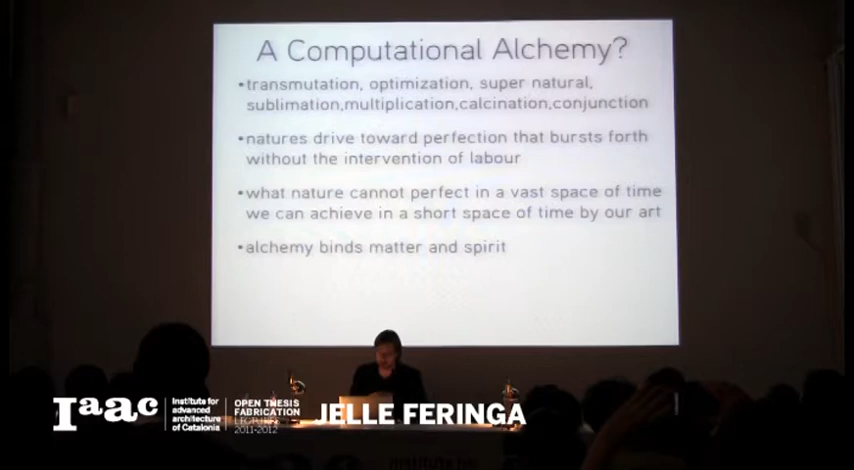 A Computational Alchemy?
•transmutation, optimization, super natural,
sublimation,multiplication,calcination,conjunction
•natures drive toward perfection that bursts forth
without the intervention of labour
•what nature cannot perfect in a vast space of time
we can achieve in a short space of time by our art
•alchemy binds matter and spirit
Iaac
Institute for
advanced
architecture
of Catalonia
OPEN THESIS
FABRICATION
LECTURES
2011-2012
JELLE FERINGA
institute for